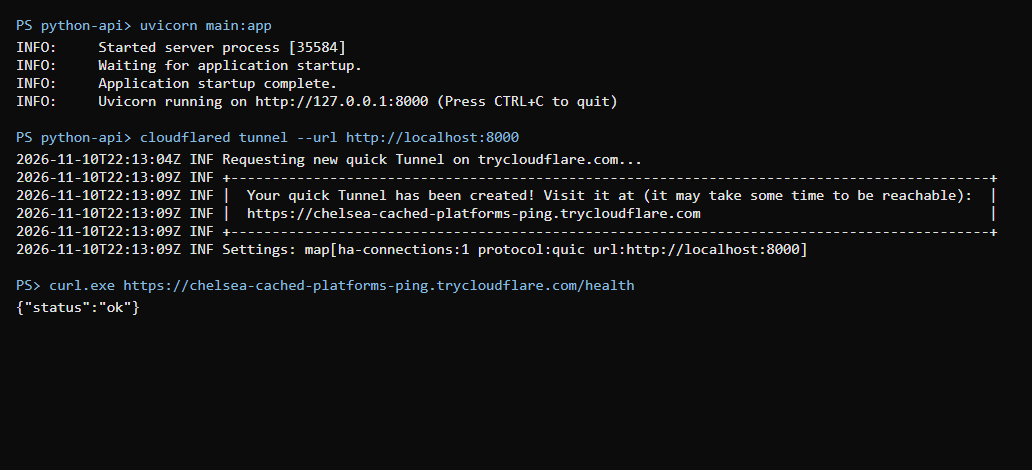 PS python-api> uvicorn main:app
INFO:     Started server process [35584]
INFO:     Waiting for application startup.
INFO:     Application startup complete.
INFO:     Uvicorn running on http://127.0.0.1:8000 (Press CTRL+C to quit)
PS python-api> cloudflared tunnel --url http://localhost:8000
2026-11-10T22:13:04Z INF Requesting new quick Tunnel on trycloudflare.com...
2026-11-10T22:13:09Z INF +--------------------------------------------------------------------------------------------+
2026-11-10T22:13:09Z INF |  Your quick Tunnel has been created! Visit it at (it may take some time to be reachable):  |
2026-11-10T22:13:09Z INF |  https://chelsea-cached-platforms-ping.trycloudflare.com                                   |
2026-11-10T22:13:09Z INF +--------------------------------------------------------------------------------------------+
2026-11-10T22:13:09Z INF Settings: map[ha-connections:1 protocol:quic url:http://localhost:8000]
PS> curl.exe https://chelsea-cached-platforms-ping.trycloudflare.com/health
{"status":"ok"}